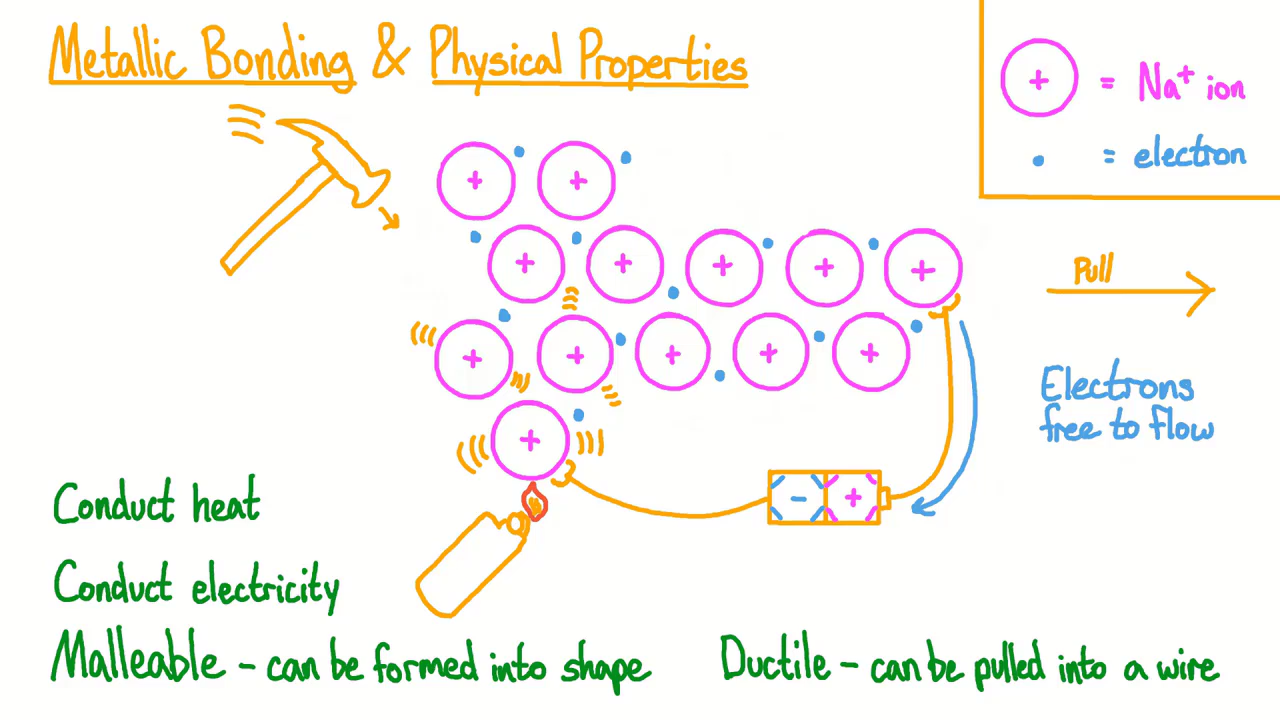 Metallic Bonding & Physical Properties
+ = Na⁺ ion
= electron
+ +
+ + + + +
Pull
+ + + + +
Electrons
free to flow
+
- +
Conduct heat
Conduct electricity
Malleable - can be formed into shape
Ductile - can be pulled into a wire